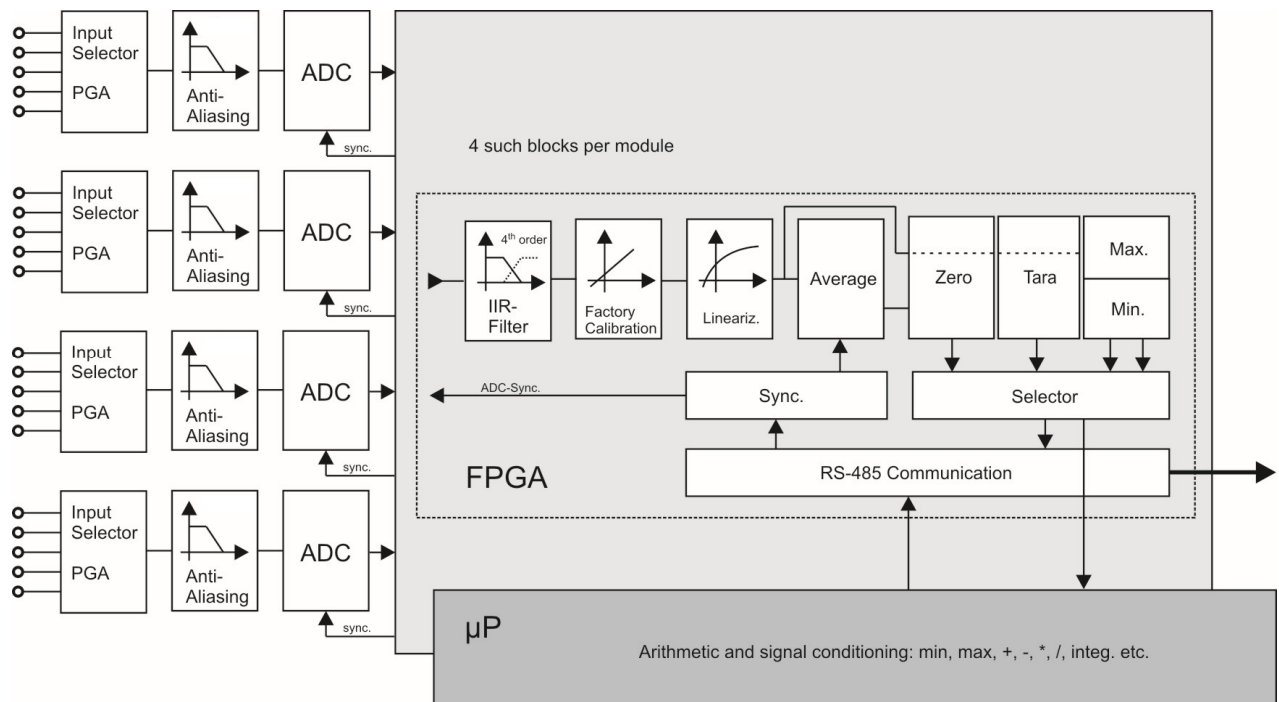 Input
Selector
PGA
Anti-
Aliasing
ADC
sync.
Input
Selector
PGA
Anti-
Aliasing
ADC
sync.
Input
Selector
PGA
Anti-
Aliasing
ADC
sync.
Input
Selector
PGA
Anti-
Aliasing
ADC
sync.
4 such blocks per module
4th order
IIR-
Filter
Factory
Calibration
Lineariz.
Average
Zero
Tara
Max.
Min.
ADC-Sync.
Sync.
Selector
FPGA
RS-485 Communication
µP
Arithmetic and signal conditioning: min, max, +, -, *, /, integ. etc.